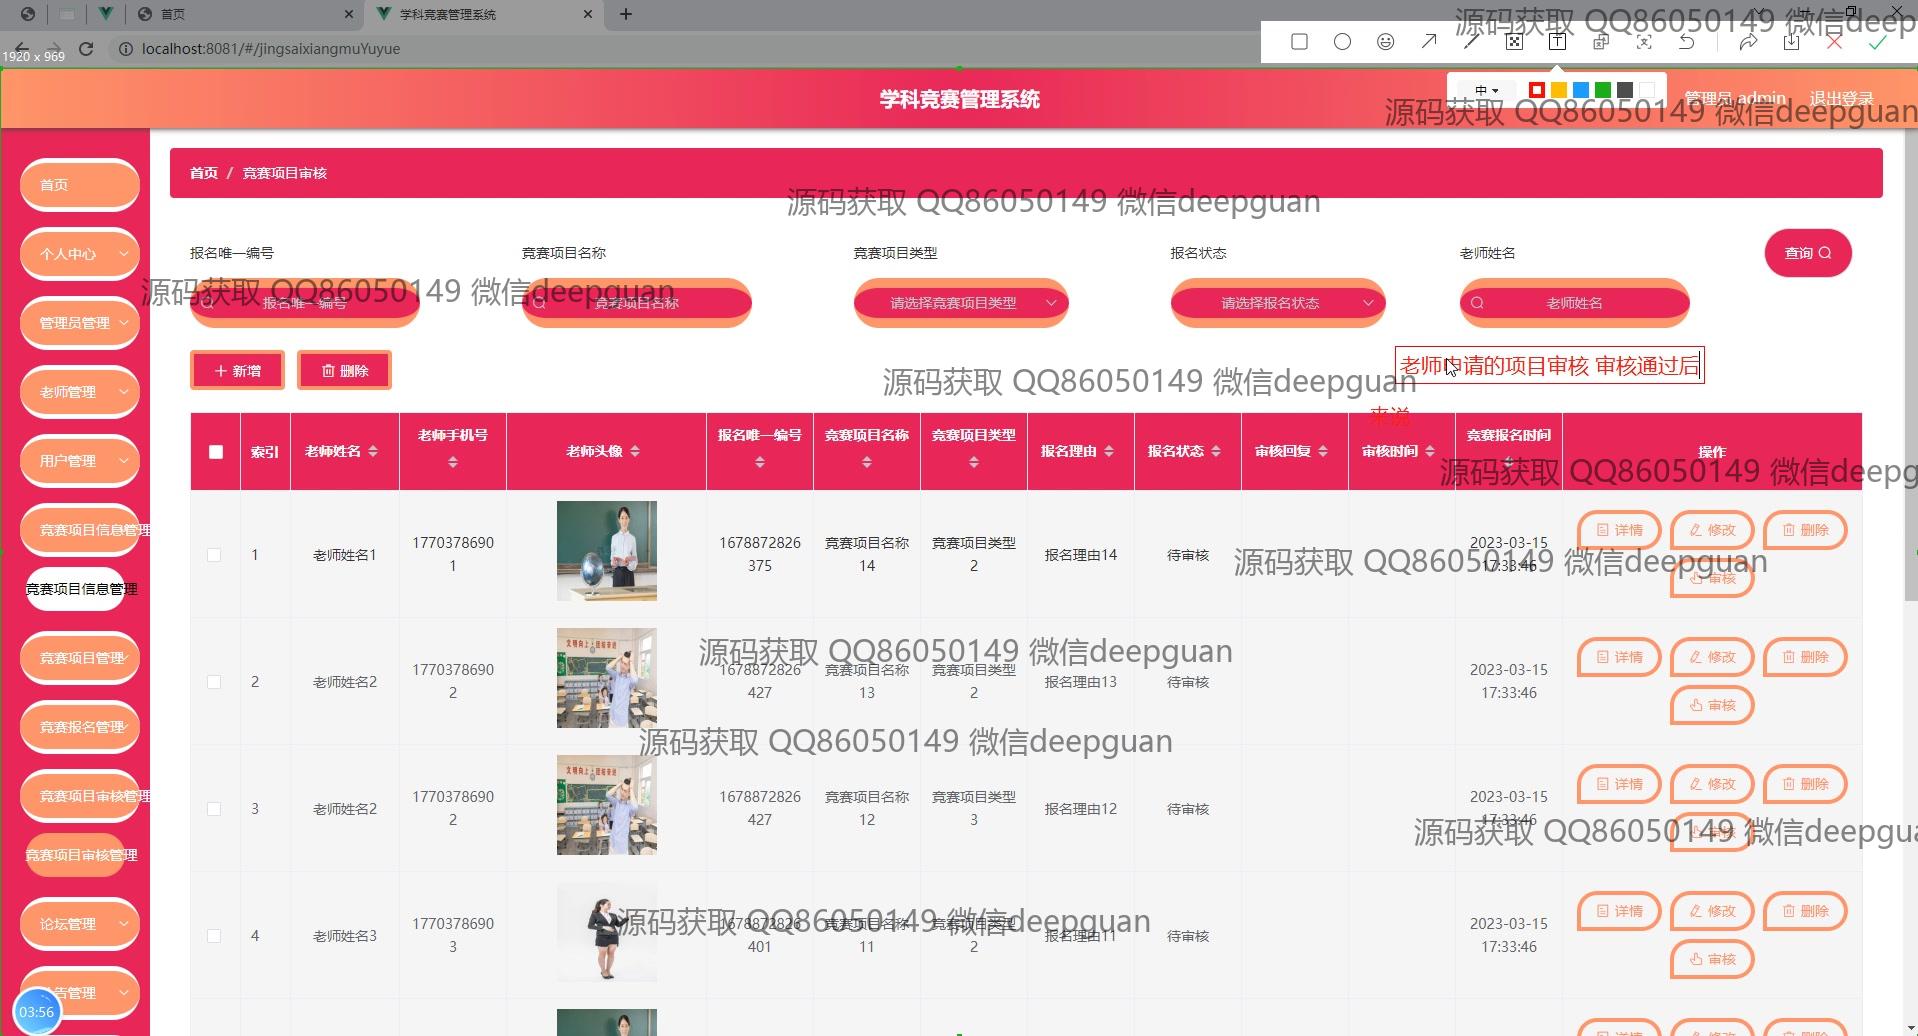 首页
学科竞赛管理系统
localhost:8081/#/jingsaixiangmuYuyue
1920 x 969
源码获取 QQ86050149 微信deepguan
学科竞赛管理系统
中
管理员 admin
退出登录
源码获取 QQ86050149 微信deepguan
首页
个人中心
管理员管理
老师管理
用户管理
竞赛项目信息管理
竞赛项目信息管理
竞赛项目管理
竞赛报名管理
竞赛项目审核管理
竞赛项目审核管理
论坛管理
公告管理
03:56
首页 / 竞赛项目审核
源码获取 QQ86050149 微信deepguan
报名唯一编号 竞赛项目名称 竞赛项目类型 报名状态 老师姓名 查询
源码获取 QQ86050149 微信deepguan
报名唯一编号 竞赛项目名称 请选择竞赛项目类型 请选择报名状态 老师姓名
新增 删除
老师申请的项目审核 审核通过后
源码获取 QQ86050149 微信deepguan
来说
索引 老师姓名 老师手机号 老师头像 报名唯一编号 竞赛项目名称 竞赛项目类型 报名理由 报名状态 审核回复 审核时间 竞赛报名时间 操作
源码获取 QQ86050149 微信deepg
1 老师姓名1 17703786901 1678872826375 竞赛项目名称14 竞赛项目类型2 报名理由14 待审核 2023-03-15 17:33:46 详情 修改 删除 审核
源码获取 QQ86050149 微信deepguan
2 老师姓名2 17703786902 1678872826427 竞赛项目名称13 竞赛项目类型2 报名理由13 待审核 2023-03-15 17:33:46 详情 修改 删除 审核
源码获取 QQ86050149 微信deepguan
源码获取 QQ86050149 微信deepguan
3 老师姓名2 17703786902 1678872826427 竞赛项目名称12 竞赛项目类型3 报名理由12 待审核 2023-03-15 17:33:46 详情 修改 删除 审核
源码获取 QQ86050149 微信deepgua
4 老师姓名3 17703786903 1678872826401 竞赛项目名称11 竞赛项目类型2 报名理由11 待审核 2023-03-15 17:33:46 详情 修改 删除 审核
源码获取 QQ86050149 微信deepguan